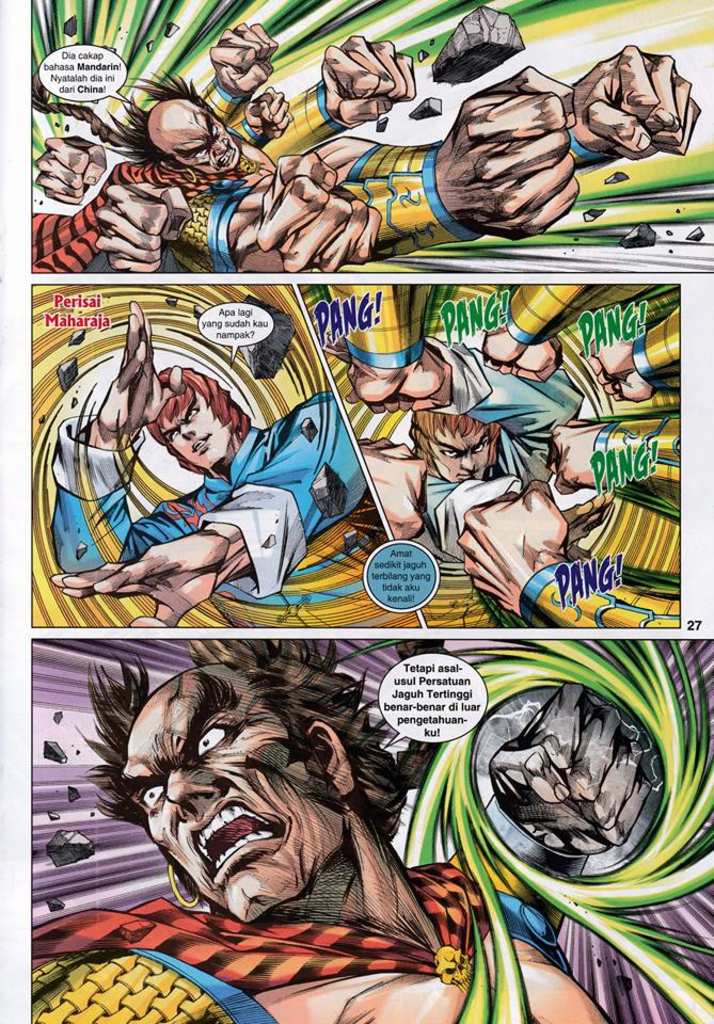 Dia cakap
bahasa Mandarin!
Nyatalah dia ini
dari China!
Perisai
Maharaja
Apa lagi
yang sudah kau
nampak?
PANG!
PANG!
PANG!
PANG!
PANG!
Amat
sedikit jaguh
terbilang yang
tidak aku
kenali!
27
Tetapi asal-
usul Persatuan
Jaguh Tertinggi
benar-benar di luar
pengetahuan-
ku!